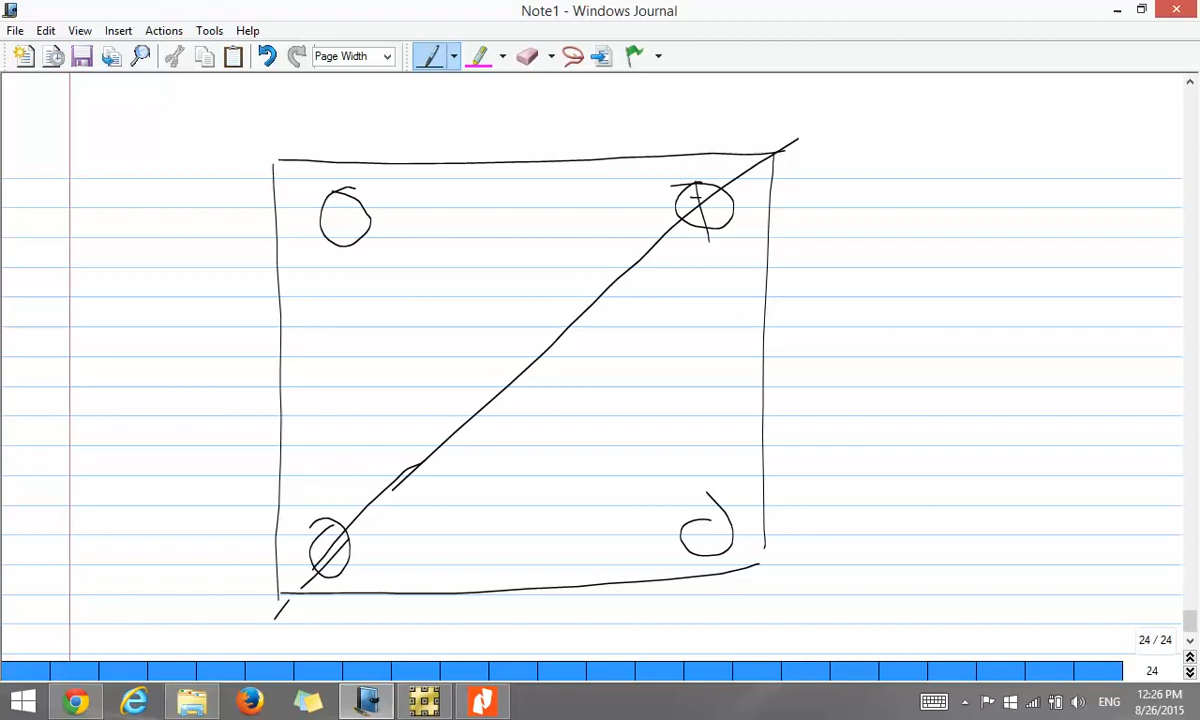 Note1 - Windows Journal
File Edit View Insert Actions Tools Help
Page Width
24 / 24
24
ENG
12:26 PM
8/26/2015